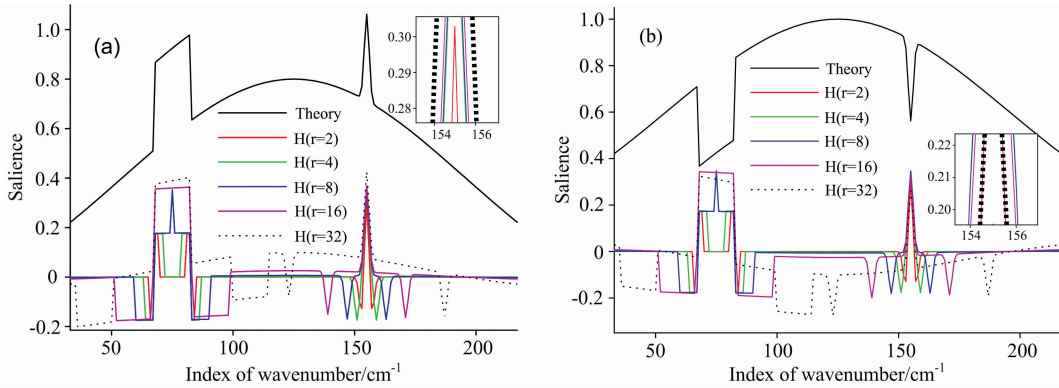 (a)
Salience
1.0
0.8
0.6
0.4
0.2
0
-0.2
50
100
150
200
Index of wavenumber/cm-1
Theory
H(r=2)
H(r=4)
H(r=8)
H(r=16)
H(r=32)
0.30
0.29
0.28
154 156
(b)
Salience
1.0
0.8
0.6
0.4
0.2
0.0
-0.2
50
100
150
200
Index of wavenumber/cm-1
Theory
H(r=2)
H(r=4)
H(r=8)
H(r=16)
H(r=32)
0.22
0.21
0.20
154 156